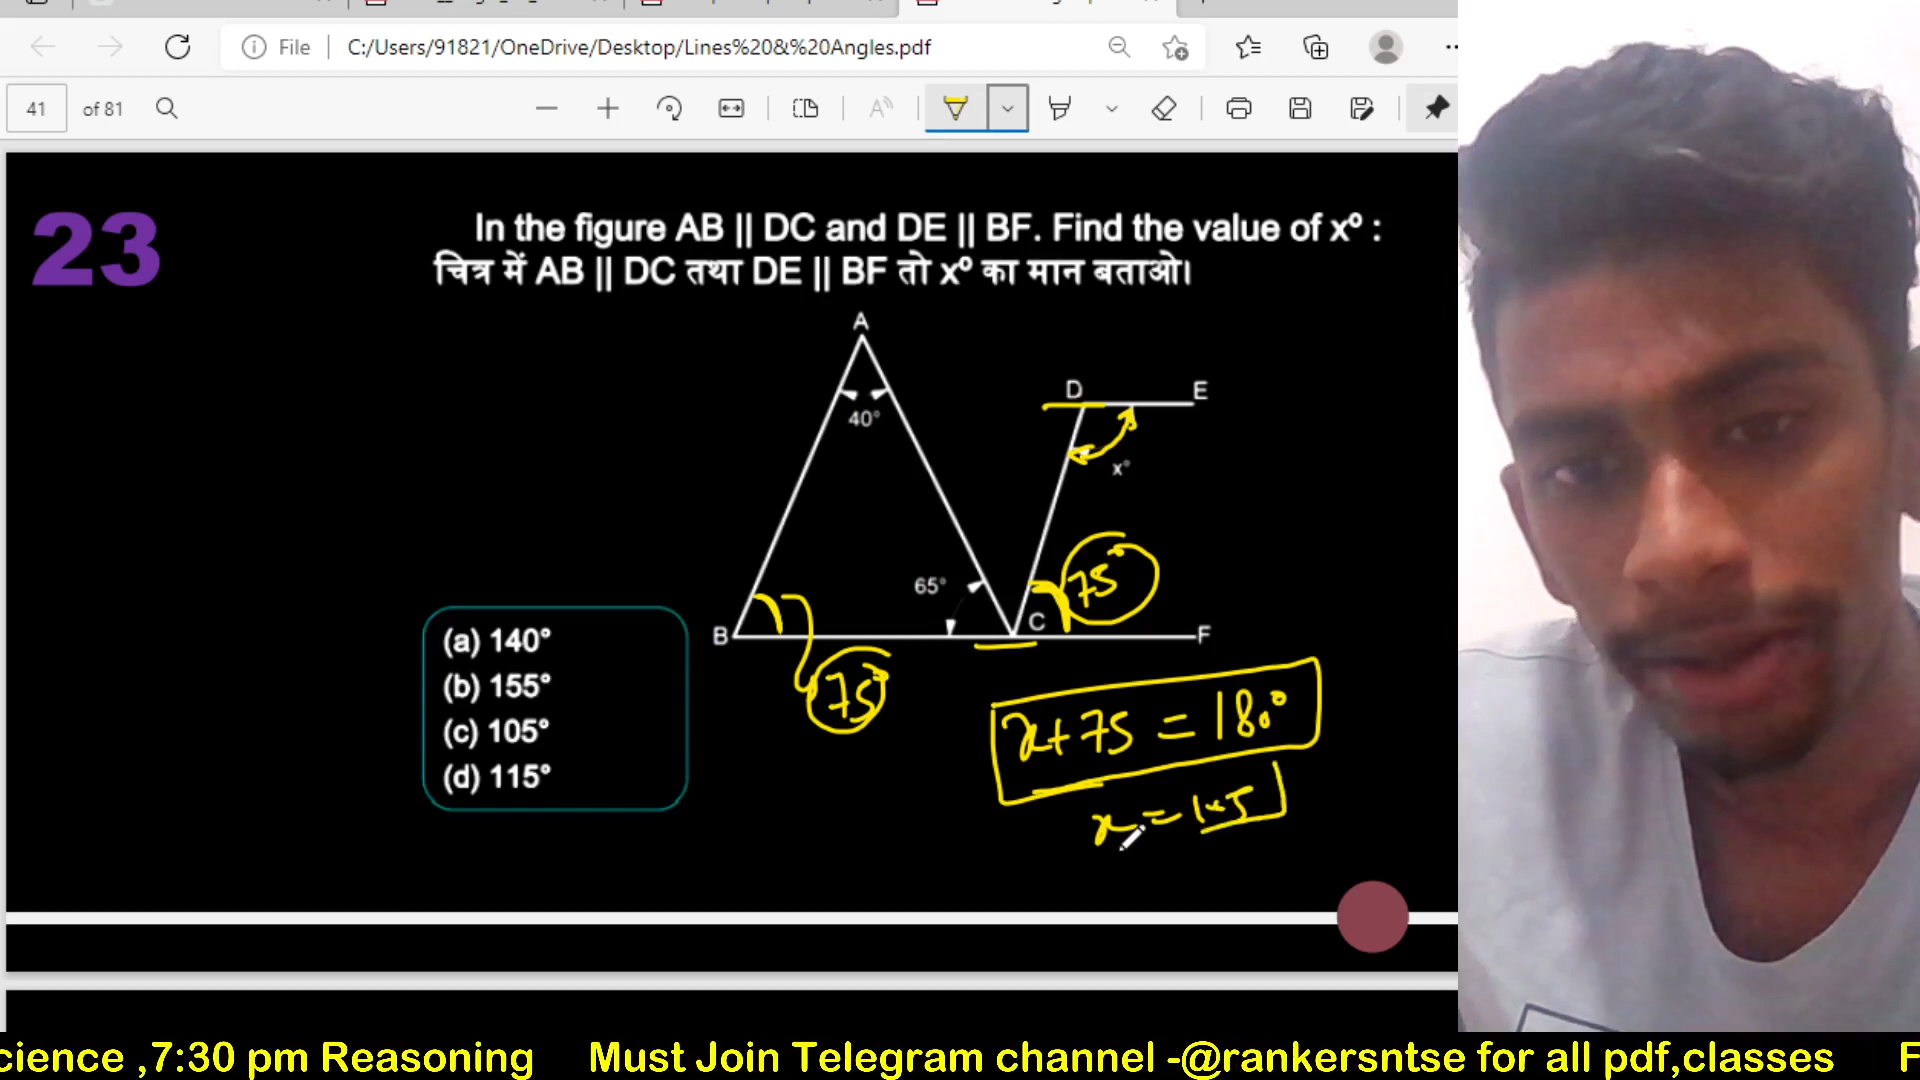 File
C:/Users/91821/OneDrive/Desktop/Lines%20&%20Angles.pdf
41 of 81
23
In the figure AB || DC and DE || BF. Find the value of xº :
चित्र में AB || DC तथा DE || BF तो xº का मान बताओ।
A
D E
40°
x°
75°
65°
C
B F
(a) 140°
(b) 155°
(c) 105°
(d) 115°
75°
x+75 = 180°
x = 105
cience ,7:30 pm Reasoning Must Join Telegram channel -@rankersntse for all pdf,classes F